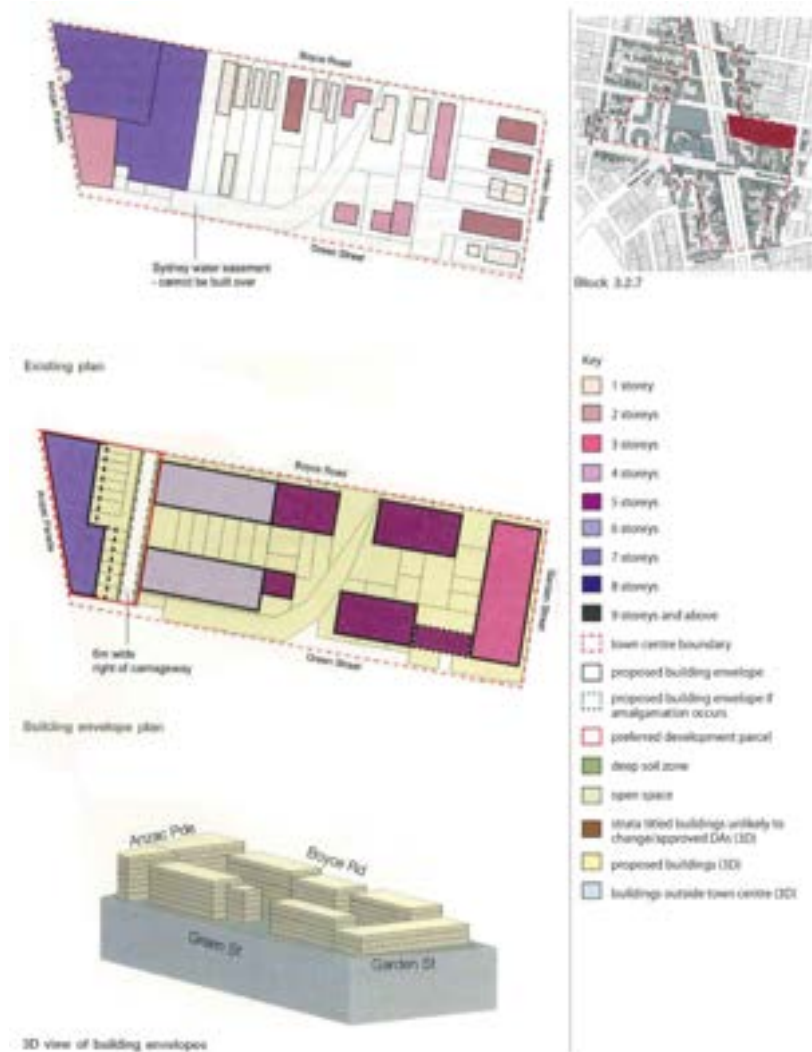 Boyce Road
Anzac Parade
Garden Street
Green Street
Sydney water easement
- cannot be built over
Block 3.2.7
Existing plan
Boyce Road
Anzac Parade
Garden Street
6m wide
right of carriageway
Green Street
Building envelope plan
Anzac Pde
Boyce Rd
Green St
Garden St
3D view of building envelopes
Key
1 storey
2 storeys
3 storeys
4 storeys
5 storeys
6 storeys
7 storeys
8 storeys
9 storeys and above
town centre boundary
proposed building envelope
proposed building envelope if
amalgamation occurs
preferred development parcel
deep soil zone
open space
strata titled buildings unlikely to
change/approved DAs (3D)
proposed buildings (3D)
buildings outside town centre (3D)